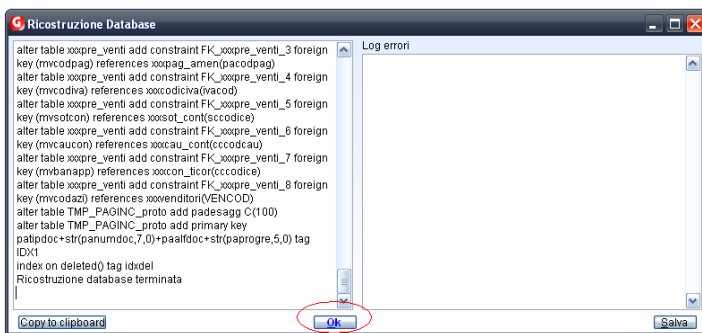 Ricostruzione Database
alter table xxxpre_venti add constraint FK_xxxpre_venti_3 foreign
key (mvcodpag) references xxxpag_amen(pacodpag)
alter table xxxpre_venti add constraint FK_xxxpre_venti_4 foreign
key (mvcodiva) references xxxcodiciva(ivacod)
alter table xxxpre_venti add constraint FK_xxxpre_venti_5 foreign
key (mvsotcon) references xxxsot_cont(sccodice)
alter table xxxpre_venti add constraint FK_xxxpre_venti_6 foreign
key (mvcaucon) references xxxcau_cont(cccodcau)
alter table xxxpre_venti add constraint FK_xxxpre_venti_7 foreign
key (mvbanapp) references xxxcon_ticor(cccodice)
alter table xxxpre_venti add constraint FK_xxxpre_venti_8 foreign
key (mvcodazi) references xxxvenditori(VENCOD)
alter table TMP_PAGINC_proto add padesagg C(100)
alter table TMP_PAGINC_proto add primary key
patipdoc+str(panumdoc,7,0)+paalfdoc+str(paprogre,5,0) tag
IDX1
index on deleted() tag idxdel
Ricostruzione database terminata
Log errori
Copy to clipboard
Ok
Salva